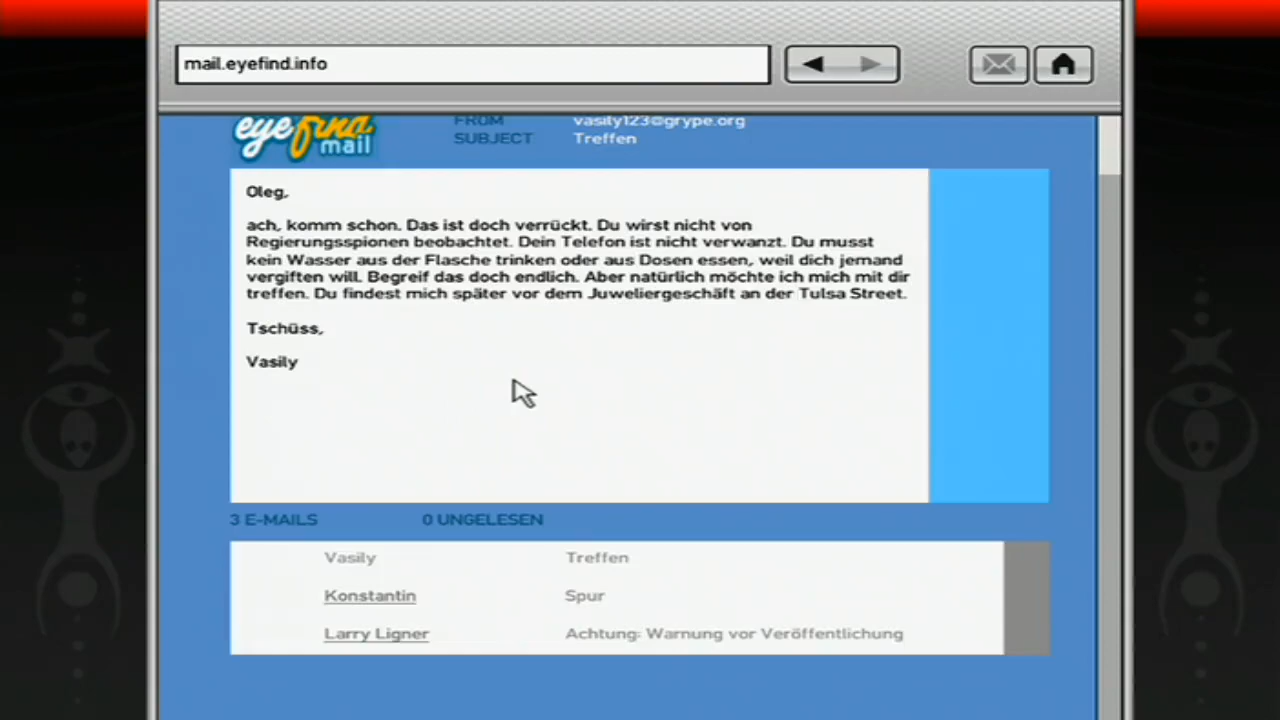 mail.eyefind.info
eyefind mail
FROM vasily123@grype.org
SUBJECT Treffen
Oleg,
ach, komm schon. Das ist doch verrückt. Du wirst nicht von
Regierungsspionen beobachtet. Dein Telefon ist nicht verwanzt. Du musst
kein Wasser aus der Flasche trinken oder aus Dosen essen, weil dich jemand
vergiften will. Begreif das doch endlich. Aber natürlich möchte ich mich mit dir
treffen. Du findest mich später vor dem Juweliergeschäft an der Tulsa Street.
Tschüss,
Vasily
3 E-MAILS 0 UNGELESEN
Vasily Treffen
Konstantin Spur
Larry Ligner Achtung: Warnung vor Veröffentlichung